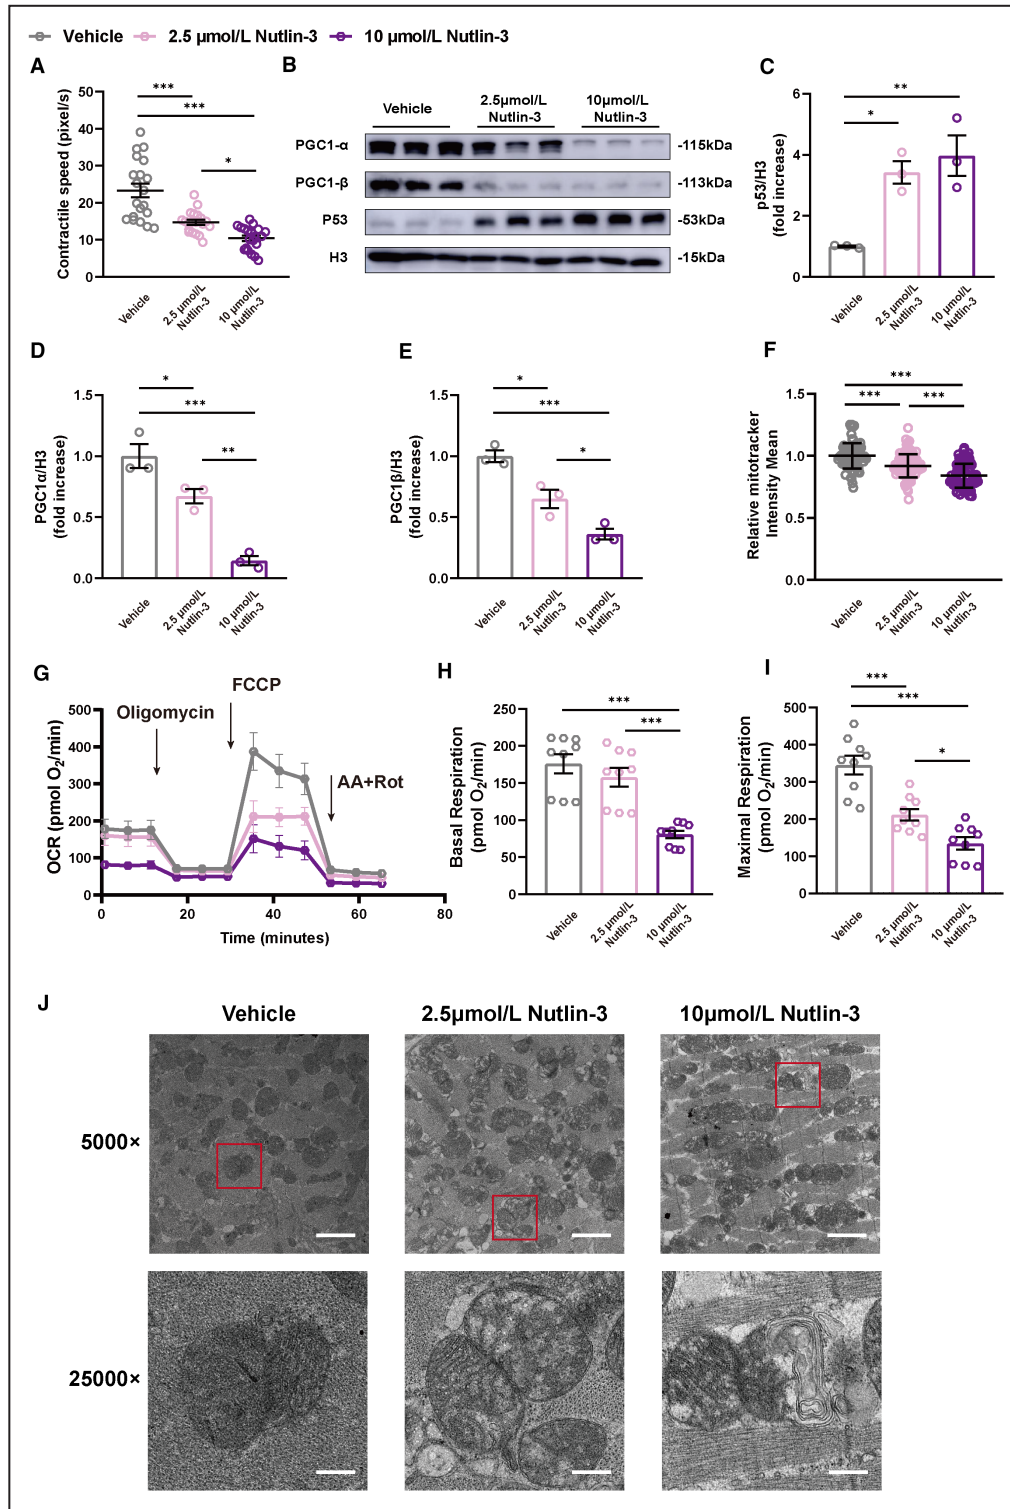 Vehicle 2.5 μmol/L Nutlin-3 10 μmol/L Nutlin-3
A
Contractile speed (pixel/s)
50
40
30
20
10
0
***
***
*
Vehicle
2.5 μmol/L
Nutlin-3
10 μmol/L
Nutlin-3
B
Vehicle
2.5μmol/L
Nutlin-3
10μmol/L
Nutlin-3
PGC1-α -115kDa
PGC1-β -113kDa
P53 -53kDa
H3 -15kDa
C
p53/H3
(fold increase)
6
4
2
0
**
*
Vehicle
2.5 μmol/L
Nutlin-3
10 μmol/L
Nutlin-3
D
PGC1α/H3
(fold increase)
1.5
1.0
0.5
0.0
*
***
**
Vehicle
2.5 μmol/L
Nutlin-3
10 μmol/L
Nutlin-3
E
PGC1β/H3
(fold increase)
1.5
1.0
0.5
0.0
*
***
*
Vehicle
2.5 μmol/L
Nutlin-3
10 μmol/L
Nutlin-3
F
Relative mitotracker
Intensity Mean
1.5
1.0
0.5
0.0
***
***
***
Vehicle
2.5 μmol/L
Nutlin-3
10 μmol/L
Nutlin-3
G
OCR (pmol O2/min)
500
400
300
200
100
0
Oligomycin
FCCP
AA+Rot
0 20 40 60 80
Time (minutes)
H
Basal Respiration
(pmol O2/min)
250
200
150
100
50
0
***
***
Vehicle
2.5 μmol/L
Nutlin-3
10 μmol/L
Nutlin-3
I
Maximal Respiration
(pmol O2/min)
500
400
300
200
100
0
***
***
*
Vehicle
2.5 μmol/L
Nutlin-3
10 μmol/L
Nutlin-3
J
Vehicle 2.5μmol/L Nutlin-3 10μmol/L Nutlin-3
5000×
25000×